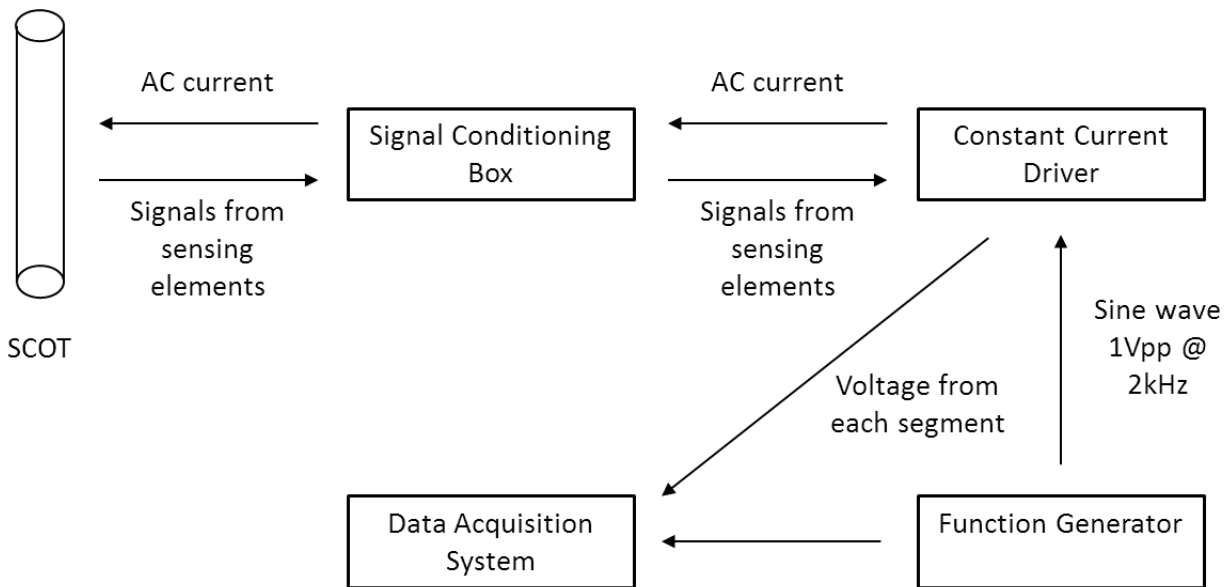 AC current
AC current
Signal Conditioning
Box
Constant Current
Driver
Signals from
sensing
elements
Signals from
sensing
elements
SCOT
Sine wave
1Vpp @
2kHz
Voltage from
each segment
Data Acquisition
System
Function Generator